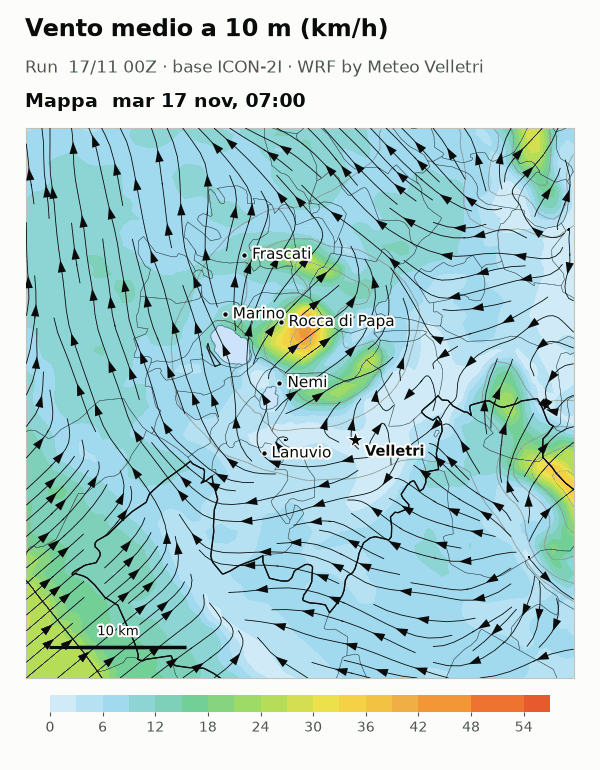 Vento medio a 10 m (km/h)
Run  17/11 00Z · base ICON-2I · WRF by Meteo Velletri
Mappa  mar 17 nov, 07:00
Frascati
Marino
Rocca di Papa
Nemi
Velletri
Lanuvio
10 km
0 6 12 18 24 30 36 42 48 54